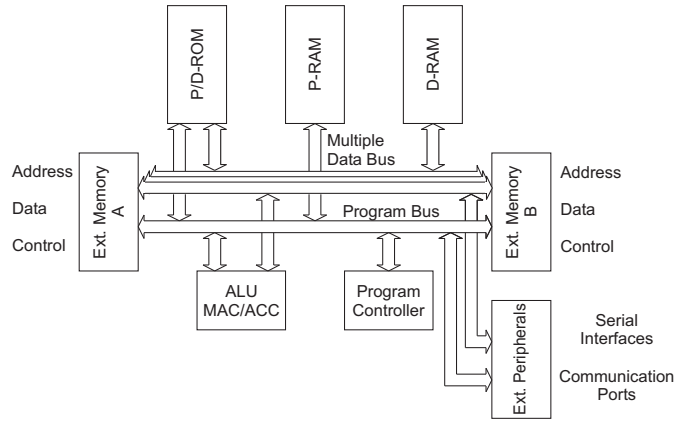 P/D-ROM
P-RAM
D-RAM
Multiple
Data Bus
Address
Data
Control
Ext. Memory
A
Program Bus
Ext. Memory
B
Address
Data
Control
ALU
MAC/ACC
Program
Controller
Ext. Peripherals
Serial
Interfaces
Communication
Ports